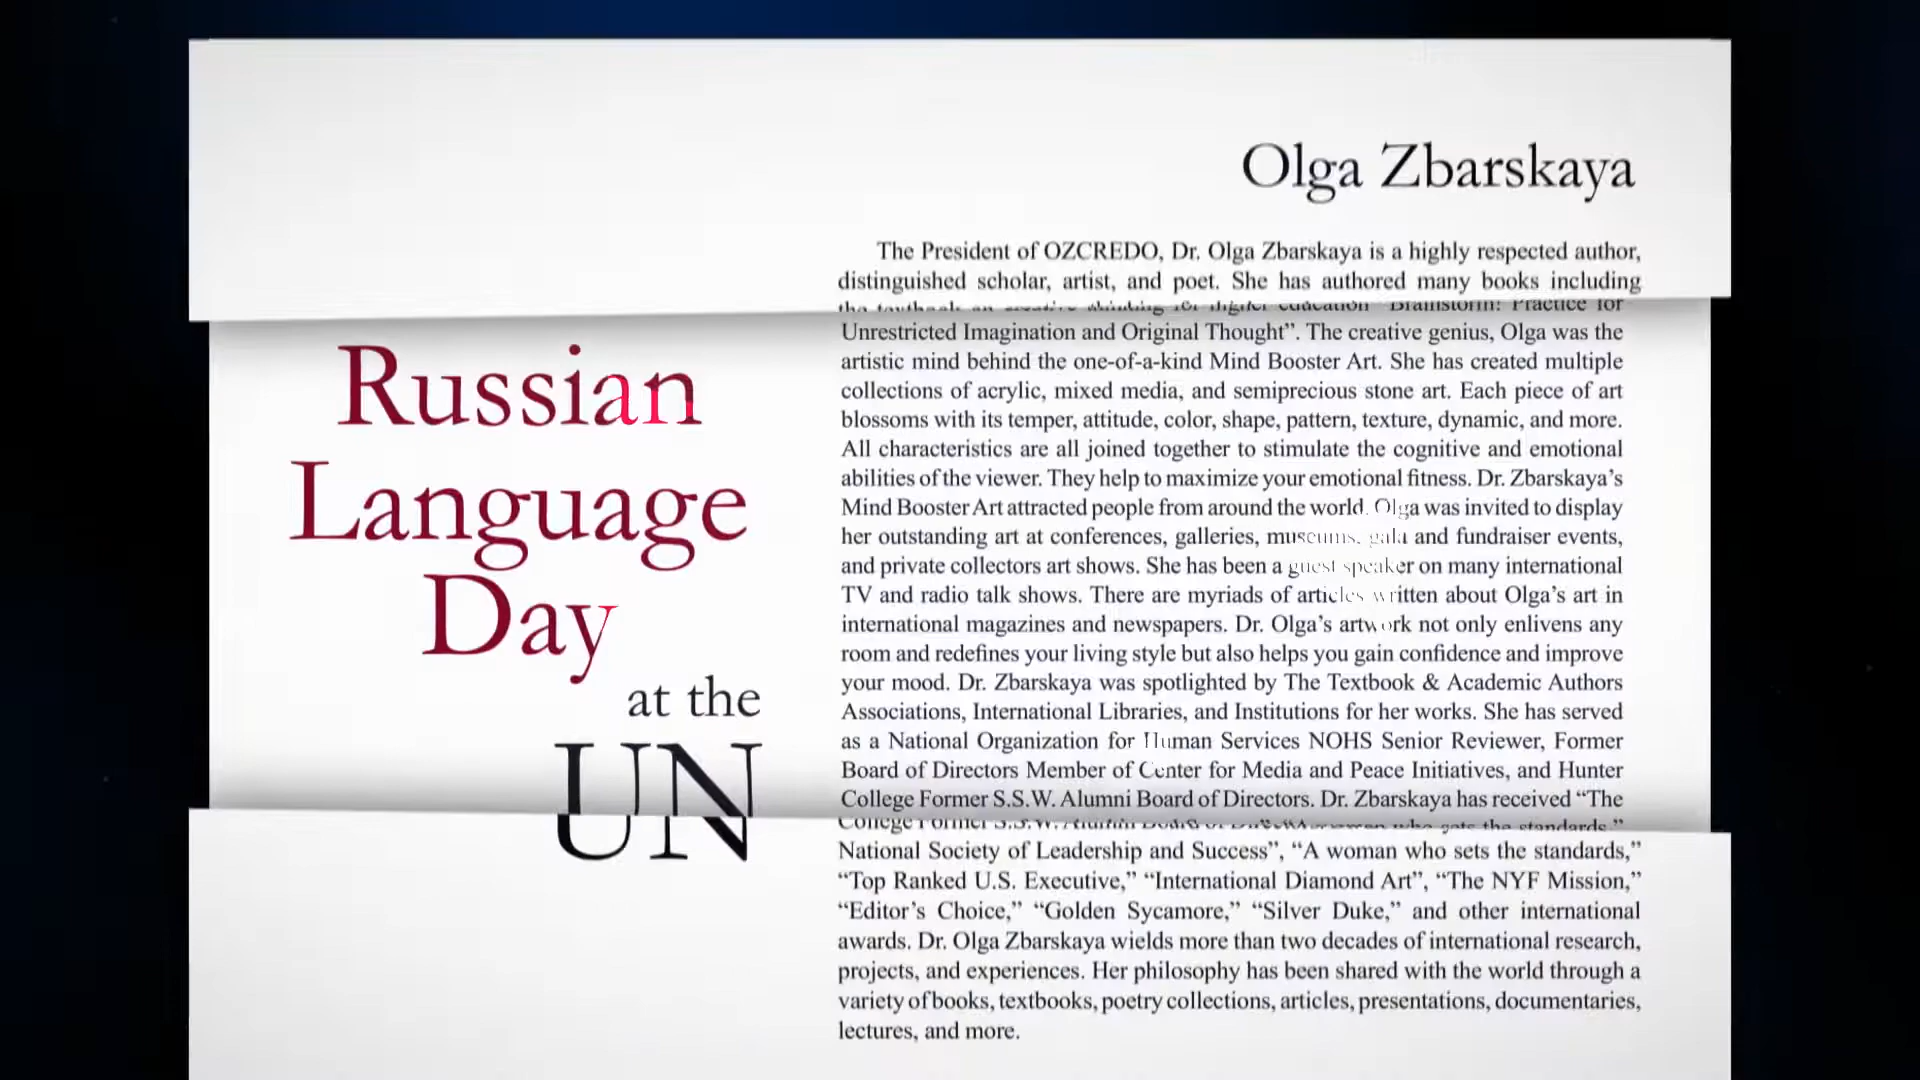 Olga Zbarskaya
The President of OZCREDO, Dr. Olga Zbarskaya is a highly respected author,
distinguished scholar, artist, and poet. She has authored many books including
the textbook on creative thinking for higher education “Brainstorm: Practice for
Unrestricted Imagination and Original Thought”. The creative genius, Olga was the
artistic mind behind the one-of-a-kind Mind Booster Art. She has created multiple
collections of acrylic, mixed media, and semiprecious stone art. Each piece of art
blossoms with its temper, attitude, color, shape, pattern, texture, dynamic, and more.
All characteristics are all joined together to stimulate the cognitive and emotional
abilities of the viewer. They help to maximize your emotional fitness. Dr. Zbarskaya’s
Mind Booster Art attracted people from around the world. Olga was invited to display
her outstanding art at conferences, galleries, museums, gala and fundraiser events,
and private collectors art shows. She has been a guest speaker on many international
TV and radio talk shows. There are myriads of articles written about Olga’s art in
international magazines and newspapers. Dr. Olga’s artwork not only enlivens any
room and redefines your living style but also helps you gain confidence and improve
your mood. Dr. Zbarskaya was spotlighted by The Textbook & Academic Authors
Associations, International Libraries, and Institutions for her works. She has served
as a National Organization for Human Services NOHS Senior Reviewer, Former
Board of Directors Member of Center for Media and Peace Initiatives, and Hunter
College Former S.S.W. Alumni Board of Directors. Dr. Zbarskaya has received “The
National Society of Leadership and Success”, “A woman who sets the standards,”
“Top Ranked U.S. Executive,” “International Diamond Art”, “The NYF Mission,”
“Editor’s Choice,” “Golden Sycamore,” “Silver Duke,” and other international
awards. Dr. Olga Zbarskaya wields more than two decades of international research,
projects, and experiences. Her philosophy has been shared with the world through a
variety of books, textbooks, poetry collections, articles, presentations, documentaries,
lectures, and more.
Russian
Language
Day
at the
UN